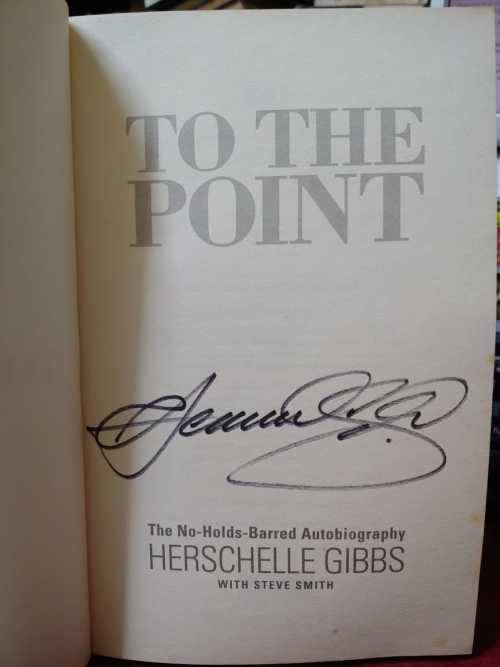 TO THE
POINT
The No-Holds-Barred Autobiography
HERSCHELLE GIBBS
WITH STEVE SMITH